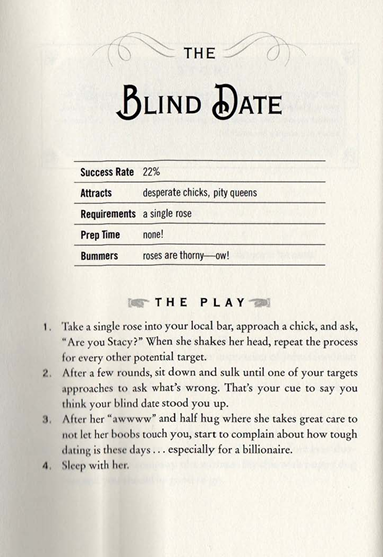 THE
BLIND DATE
Success Rate 22%
Attracts desperate chicks, pity queens
Requirements a single rose
Prep Time none!
Bummers roses are thorny—ow!
THE PLAY
1. Take a single rose into your local bar, approach a chick, and ask,
“Are you Stacy?” When she shakes her head, repeat the process
for every other potential target.
2. After a few rounds, sit down and sulk until one of your targets
approaches to ask what’s wrong. That’s your cue to say you
think your blind date stood you up.
3. After her “awwww” and half hug where she takes great care to
not let her boobs touch you, start to complain about how tough
dating is these days . . . especially for a billionaire.
4. Sleep with her.